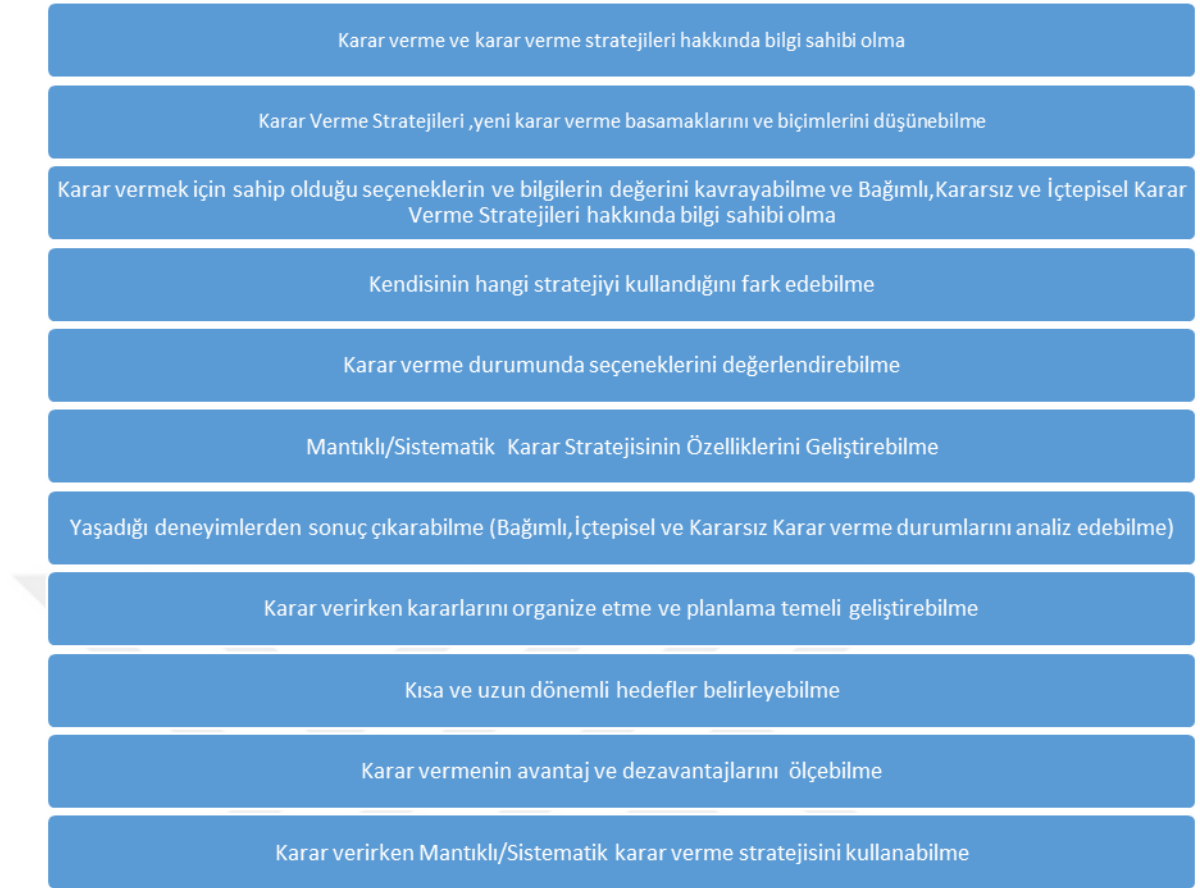 Karar verme ve karar verme stratejileri hakkında bilgi sahibi olma
Karar Verme Stratejileri ,yeni karar verme basamaklarını ve biçimlerini düşünebilme
Karar vermek için sahip olduğu seçeneklerin ve bilgilerin değerini kavrayabilme ve Bağımlı,Kararsız ve İçtepisel Karar
Verme Stratejileri hakkında bilgi sahibi olma
Kendisinin hangi stratejiyi kullandığını fark edebilme
Karar verme durumunda seçeneklerini değerlendirebilme
Mantıklı/Sistematik Karar Stratejisinin Özelliklerini Geliştirebilme
Yaşadığı deneyimlerden sonuç çıkarabilme (Bağımlı,İçtepisel ve Kararsız Karar verme durumlarını analiz edebilme)
Karar verirken kararlarını organize etme ve planlama temeli geliştirebilme
Kısa ve uzun dönemli hedefler belirleyebilme
Karar vermenin avantaj ve dezavantajlarını ölçebilme
Karar verirken Mantıklı/Sistematik karar verme stratejisini kullanabilme